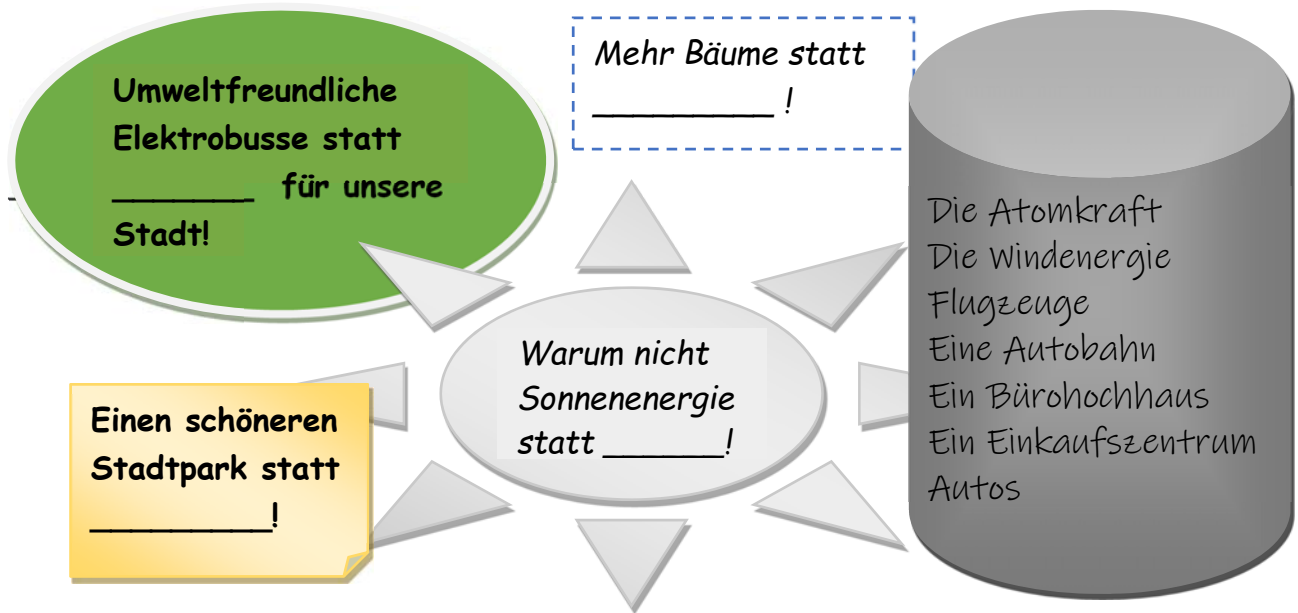 Umweltfreundliche
Elektrobusse statt
_______ für unsere
Stadt!
Mehr Bäume statt
_________ !
Warum nicht
Sonnenenergie
statt ______!
Einen schöneren
Stadtpark statt
_________!
Die Atomkraft
Die Windenergie
Flugzeuge
Eine Autobahn
Ein Bürohochhaus
Ein Einkaufszentrum
Autos